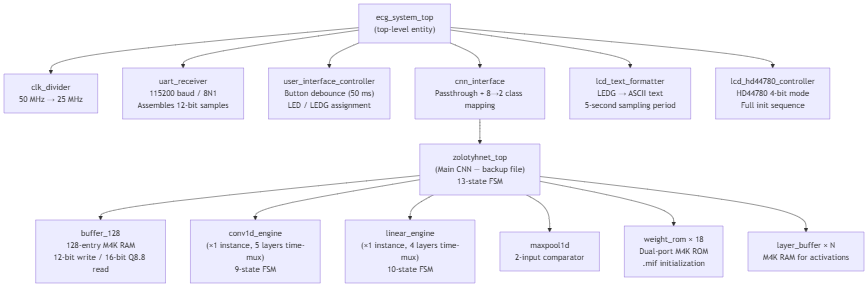 ecg_system_top
(top-level entity)
clk_divider
50 MHz → 25 MHz
uart_receiver
115200 baud / 8N1
Assembles 12-bit samples
user_interface_controller
Button debounce (50 ms)
LED / LEDG assignment
cnn_interface
Passthrough + 8→2 class
mapping
lcd_text_formatter
LEDG → ASCII text
5-second sampling period
lcd_hd44780_controller
HD44780 4-bit mode
Full init sequence
zolotyhnet_top
(Main CNN — backup file)
13-state FSM
buffer_128
128-entry M4K RAM
12-bit write / 16-bit Q8.8
read
conv1d_engine
(×1 instance, 5 layers time-
mux)
9-state FSM
linear_engine
(×1 instance, 4 layers time-
mux)
10-state FSM
maxpool1d
2-input comparator
weight_rom × 18
Dual-port M4K ROM
.mif initialization
layer_buffer × N
M4K RAM for activations